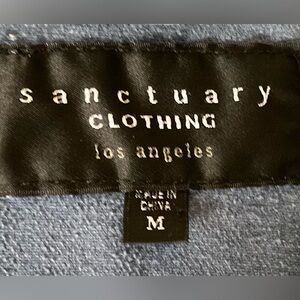 sanctuary
CLOTHING
los angeles
MADE IN
CHINA
M